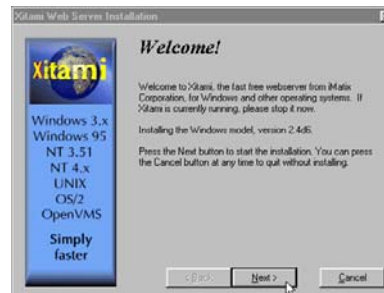 Xitami Web Server Installation
Xitami
Windows 3.x
Windows 95
NT 3.51
NT 4.x
UNIX
OS/2
OpenVMS
Simply
faster
Welcome!
Welcome to Xitami, the fast free webserver from iMatix
Corporation, for Windows and other operating systems. If
Xitami is currently running, please stop it now.
Installing the Windows model, version 2.4d6.
Press the Next button to start the installation. You can press
the Cancel button at any time to quit without installing.
< Back
Next >
Cancel